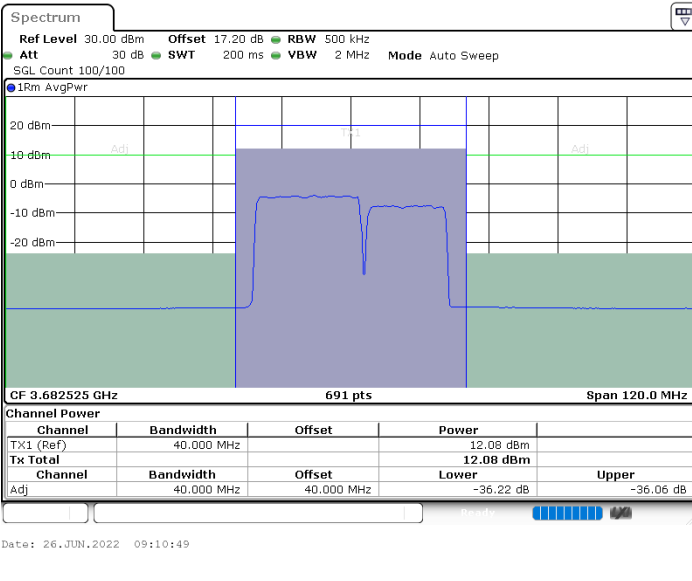 Spectrum
Ref Level 30.00 dBm Offset 17.20 dB RBW 500 kHz
Att 30 dB SWT 200 ms VBW 2 MHz Mode Auto Sweep
SGL Count 100/100
1Rm AvgPwr
20 dBm
TX1
Adj Adj
10 dBm
0 dBm
-10 dBm
-20 dBm
CF 3.682525 GHz 691 pts Span 120.0 MHz
Channel Power
Channel Bandwidth Offset Power
TX1 (Ref) 40.000 MHz 12.08 dBm
Tx Total 12.08 dBm
Channel Bandwidth Offset Lower Upper
Adj 40.000 MHz 40.000 MHz -36.22 dB -36.06 dB
Ready
Date: 26.JUN.2022 09:10:49